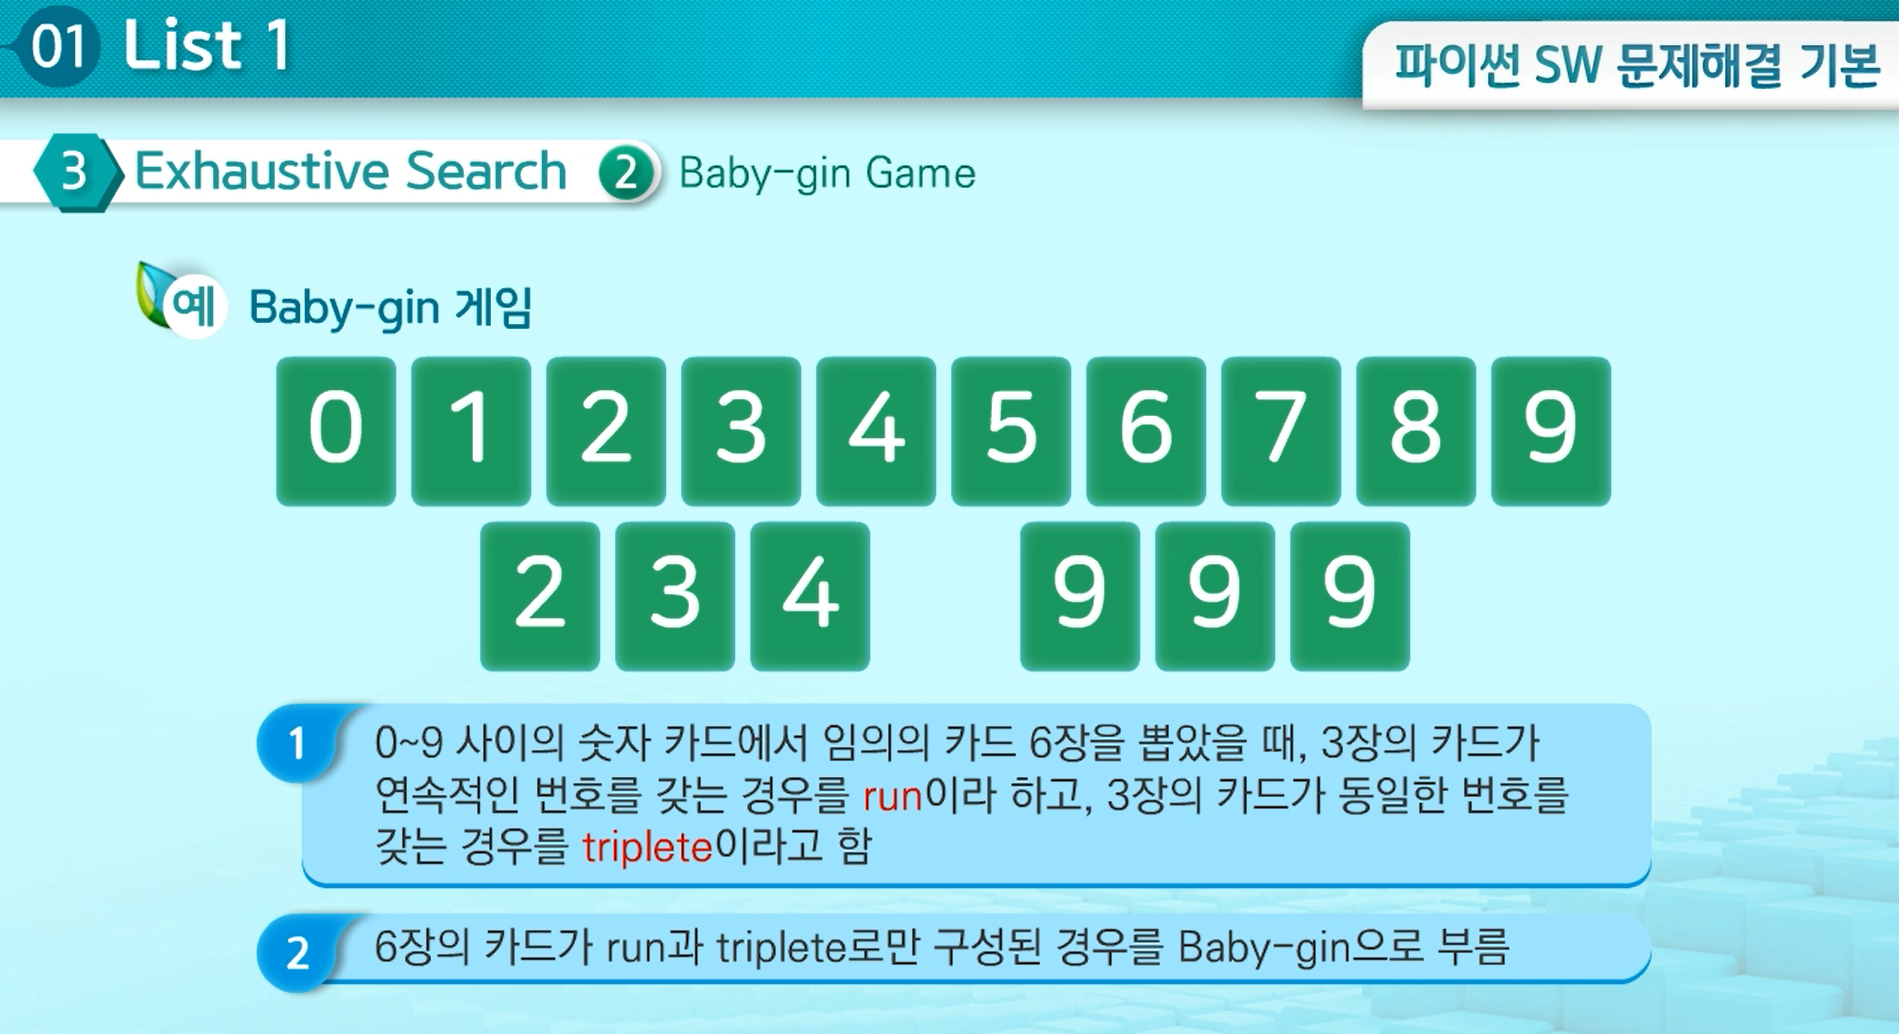 01 List 1
파이썬 SW 문제해결 기본
3 Exhaustive Search 2 Baby-gin Game
예 Baby-gin 게임
0 1 2 3 4 5 6 7 8 9
2 3 4 9 9 9
1 0~9 사이의 숫자 카드에서 임의의 카드 6장을 뽑았을 때, 3장의 카드가
연속적인 번호를 갖는 경우를 run이라 하고, 3장의 카드가 동일한 번호를
갖는 경우를 triplete이라고 함
2 6장의 카드가 run과 triplete로만 구성된 경우를 Baby-gin으로 부름